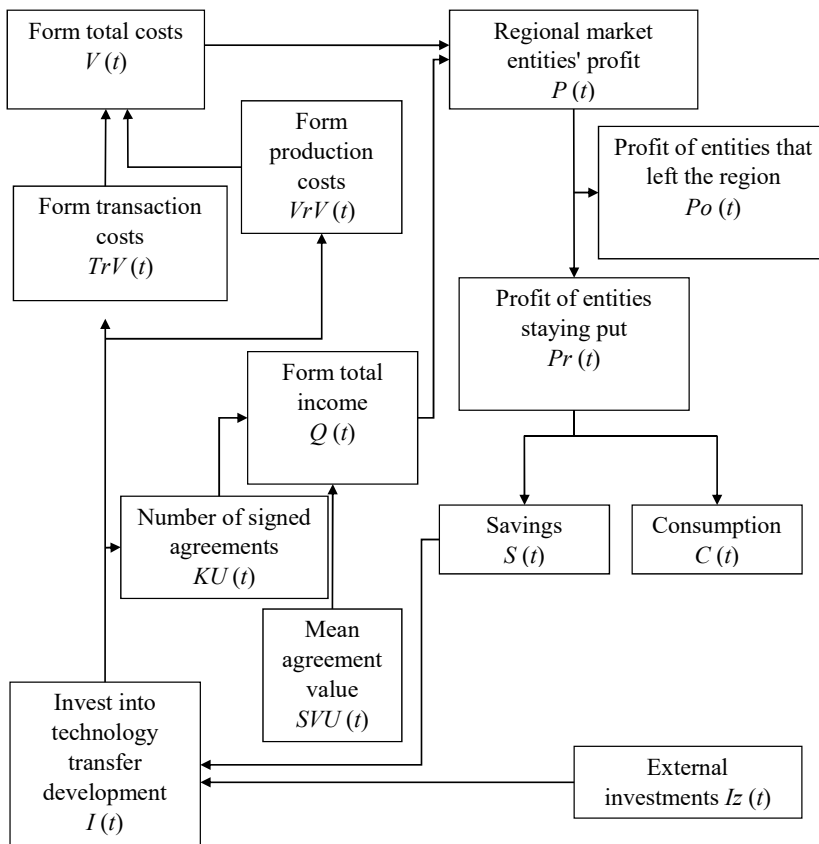 Form total costs
V (t)
Regional market
entities' profit
P (t)
Form
production
costs
VrV (t)
Profit of entities that
left the region
Po (t)
Form transaction
costs
TrV (t)
Profit of entities
staying put
Pr (t)
Form total
income
Q (t)
Number of signed
agreements
KU (t)
Savings
S (t)
Consumption
C (t)
Mean
agreement
value
SVU (t)
Invest into
technology
transfer
development
I (t)
External
investments Iz (t)